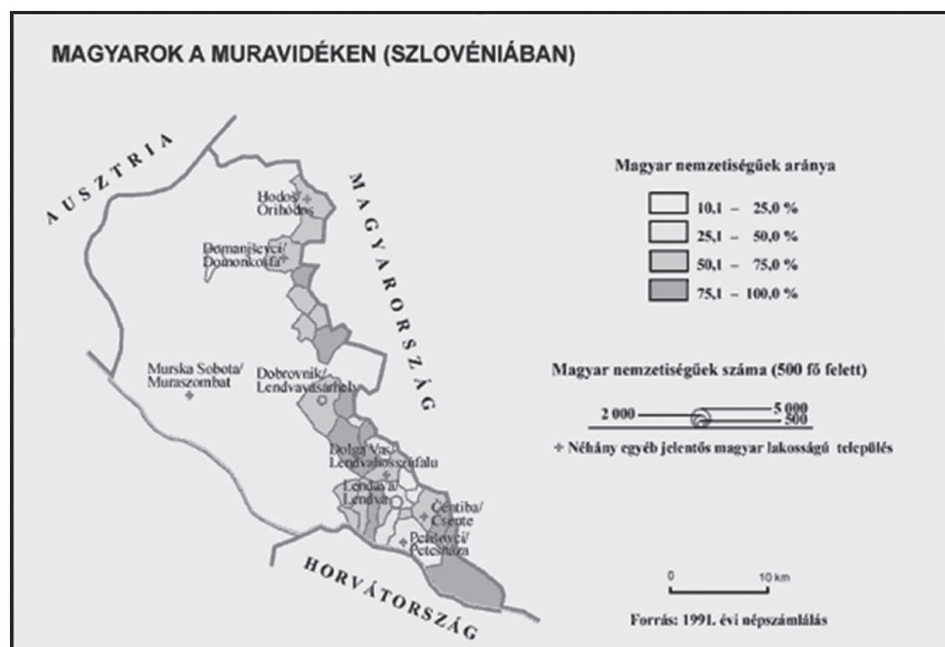 MAGYAROK A MURAVIDÉKEN (SZLOVÉNIÁBAN)
AUSZTRIA
MAGYARORSZÁG
HORVÁTORSZÁG
Hodoš/
Őrihódos
Domanjševci/
Domonkosfa
Murska Sobota/
Muraszombat
Dobrovnik/
Lendvavásárhely
Dolga Vas/
Lendvahosszúfalu
Lendava/
Lendva
Čentiba/
Csente
Petišovci/
Petesháza
Magyar nemzetiségűek aránya
10,1 – 25,0 %
25,1 – 50,0 %
50,1 – 75,0 %
75,1 – 100,0 %
Magyar nemzetiségűek száma (500 fő felett)
2 000
5 000
500
Néhány egyéb jelentős magyar lakosságú település
0 10 km
Forrás: 1991. évi népszámlálás